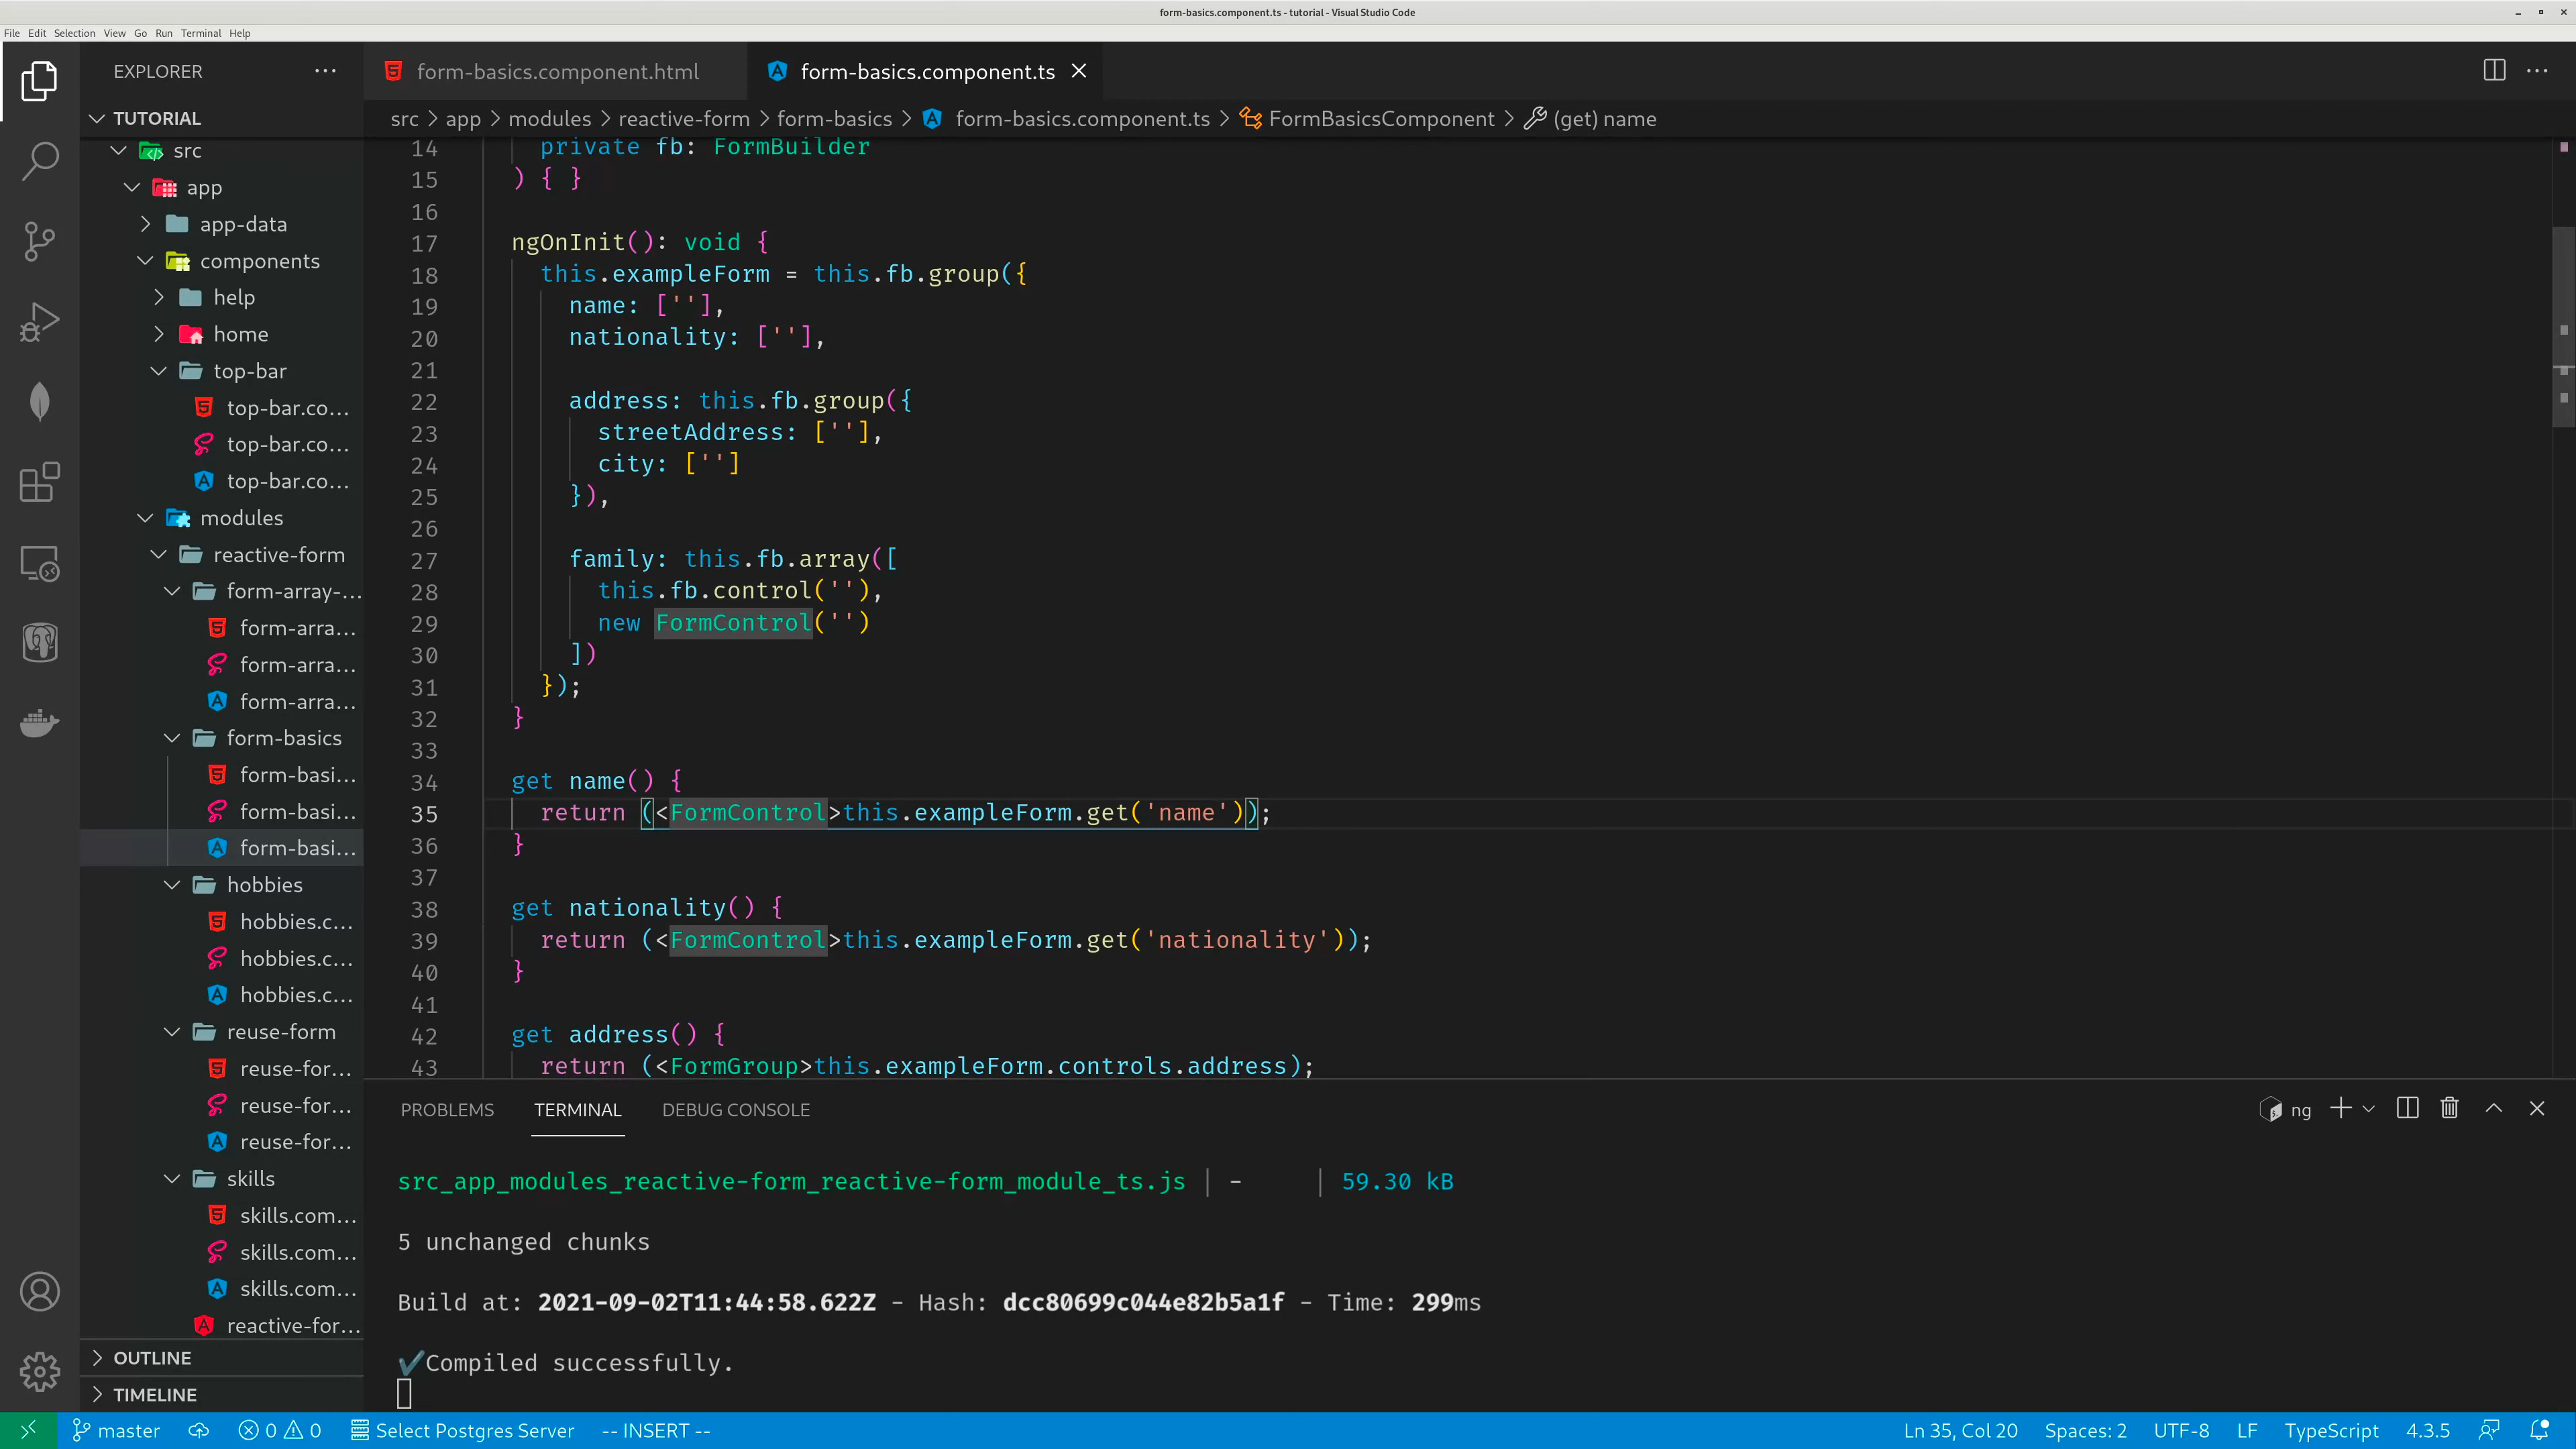 form-basics.component.ts - tutorial - Visual Studio Code
File Edit Selection View Go Run Terminal Help
EXPLORER
TUTORIAL
src
app
app-data
components
help
home
top-bar
top-bar.co...
top-bar.co...
top-bar.co...
modules
reactive-form
form-array-...
form-arra...
form-arra...
form-arra...
form-basics
form-basi...
form-basi...
form-basi...
hobbies
hobbies.c...
hobbies.c...
hobbies.c...
reuse-form
reuse-for...
reuse-for...
reuse-for...
skills
skills.com...
skills.com...
skills.com...
reactive-for...
OUTLINE
TIMELINE
form-basics.component.html
form-basics.component.ts
src > app > modules > reactive-form > form-basics > form-basics.component.ts > FormBasicsComponent > (get) name
14 private fb: FormBuilder
15 ) { }
16
17 ngOnInit(): void {
18 this.exampleForm = this.fb.group({
19 name: [''],
20 nationality: [''],
21
22 address: this.fb.group({
23 streetAddress: [''],
24 city: ['']
25 }),
26
27 family: this.fb.array([
28 this.fb.control(''),
29 new FormControl('')
30 ])
31 });
32 }
33
34 get name() {
35 return (<FormControl>this.exampleForm.get('name'));
36 }
37
38 get nationality() {
39 return (<FormControl>this.exampleForm.get('nationality'));
40 }
41
42 get address() {
43 return (<FormGroup>this.exampleForm.controls.address);
PROBLEMS TERMINAL DEBUG CONSOLE
ng
src_app_modules_reactive-form_reactive-form_module_ts.js | - | 59.30 kB
5 unchanged chunks
Build at: 2021-09-02T11:44:58.622Z - Hash: dcc80699c044e82b5a1f - Time: 299ms
✔Compiled successfully.
master 0 0 Select Postgres Server -- INSERT -- Ln 35, Col 20 Spaces: 2 UTF-8 LF TypeScript 4.3.5